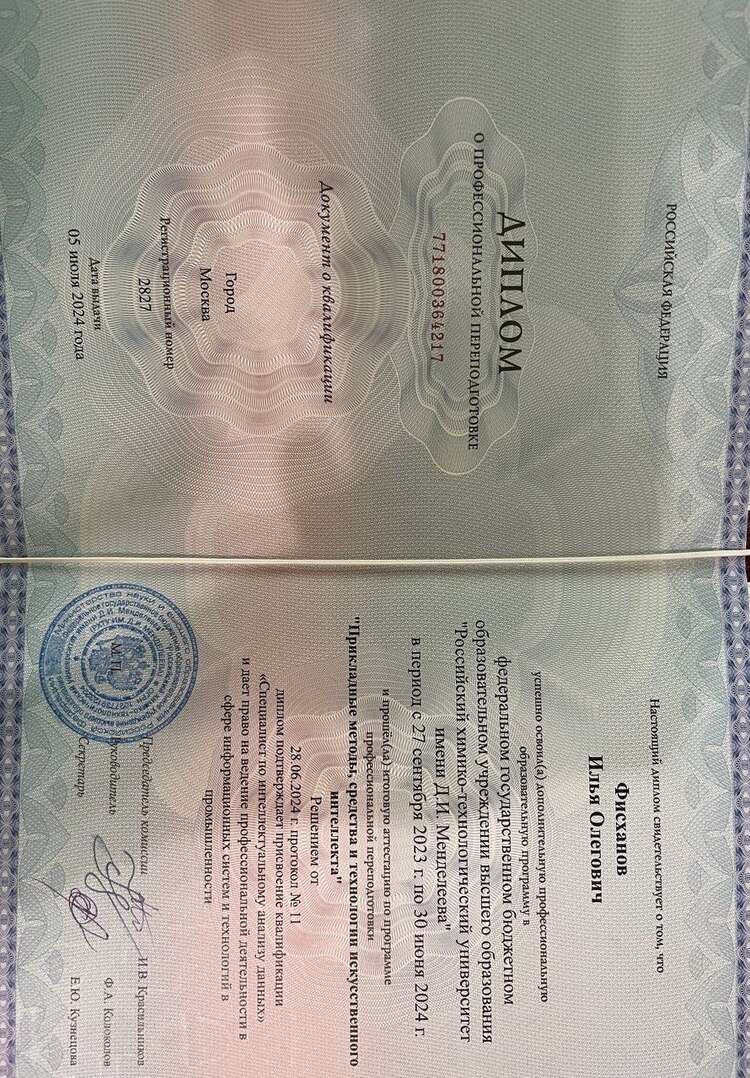 РОССИЙСКАЯ ФЕДЕРАЦИЯ
ДИПЛОМ
О ПРОФЕССИОНАЛЬНОЙ ПЕРЕПОДГОТОВКЕ
771800364217
Документ о квалификации
Город
Москва
Регистрационный номер
2827
Дата выдачи
05 июля 2024 года
Настоящий диплом свидетельствует о том, что
Фисханов
Илья Олегович
успешно освоил(а) дополнительную профессиональную
образовательную программу в
федеральном государственном бюджетном
образовательном учреждении высшего образования
"Российский химико-технологический университет
имени Д.И. Менделеева"
в период с 27 сентября 2023 г. по 30 июня 2024 г.
и прошёл(ла) итоговую аттестацию по программе
профессиональной переподготовки
"Прикладные методы, средства и технологии искусственного
интеллекта"
Решением от
28.06.2024 г. протокол № 11
диплом подтверждает присвоение квалификации
«Специалист по интеллектуальному анализу данных»
и дает право на ведение профессиональной деятельности в
сфере информационных систем и технологий в
промышленности
Председатель комиссии И.В. Красильников
М.П. Руководитель Ф.А. Колоколов
Секретарь Е.Ю. Кузнецова